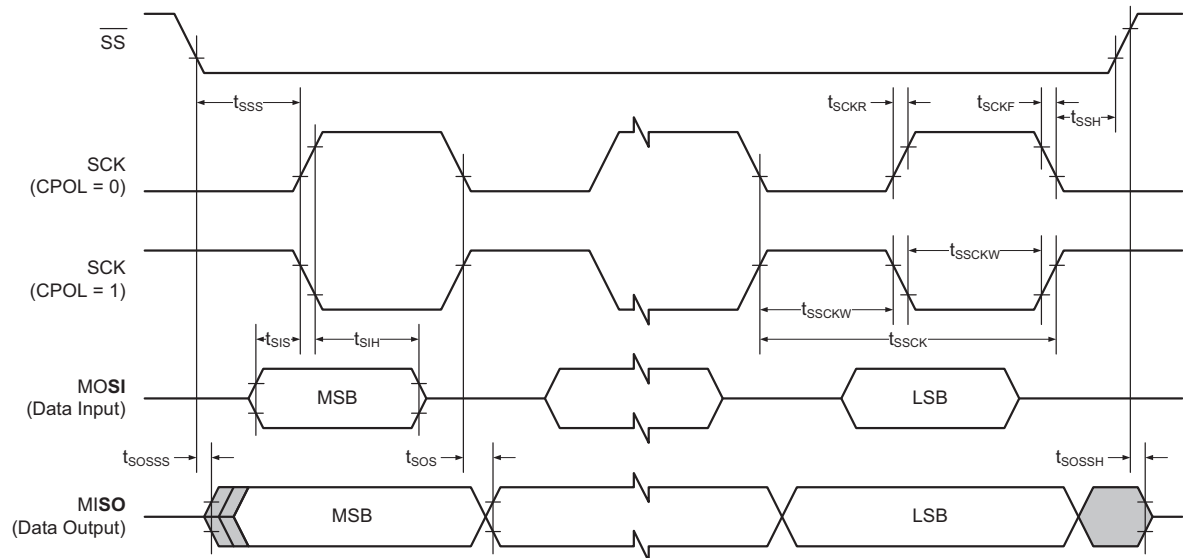 SS
tSSS
tSCKR
tSCKF
tSSH
SCK
(CPOL = 0)
SCK
(CPOL = 1)
tSSCKW
tSSCKW
tSSCK
tSIS
tSIH
MOSI
(Data Input)
MSB
LSB
tSOSSS
tSOS
tSOSSH
MISO
(Data Output)
MSB
LSB